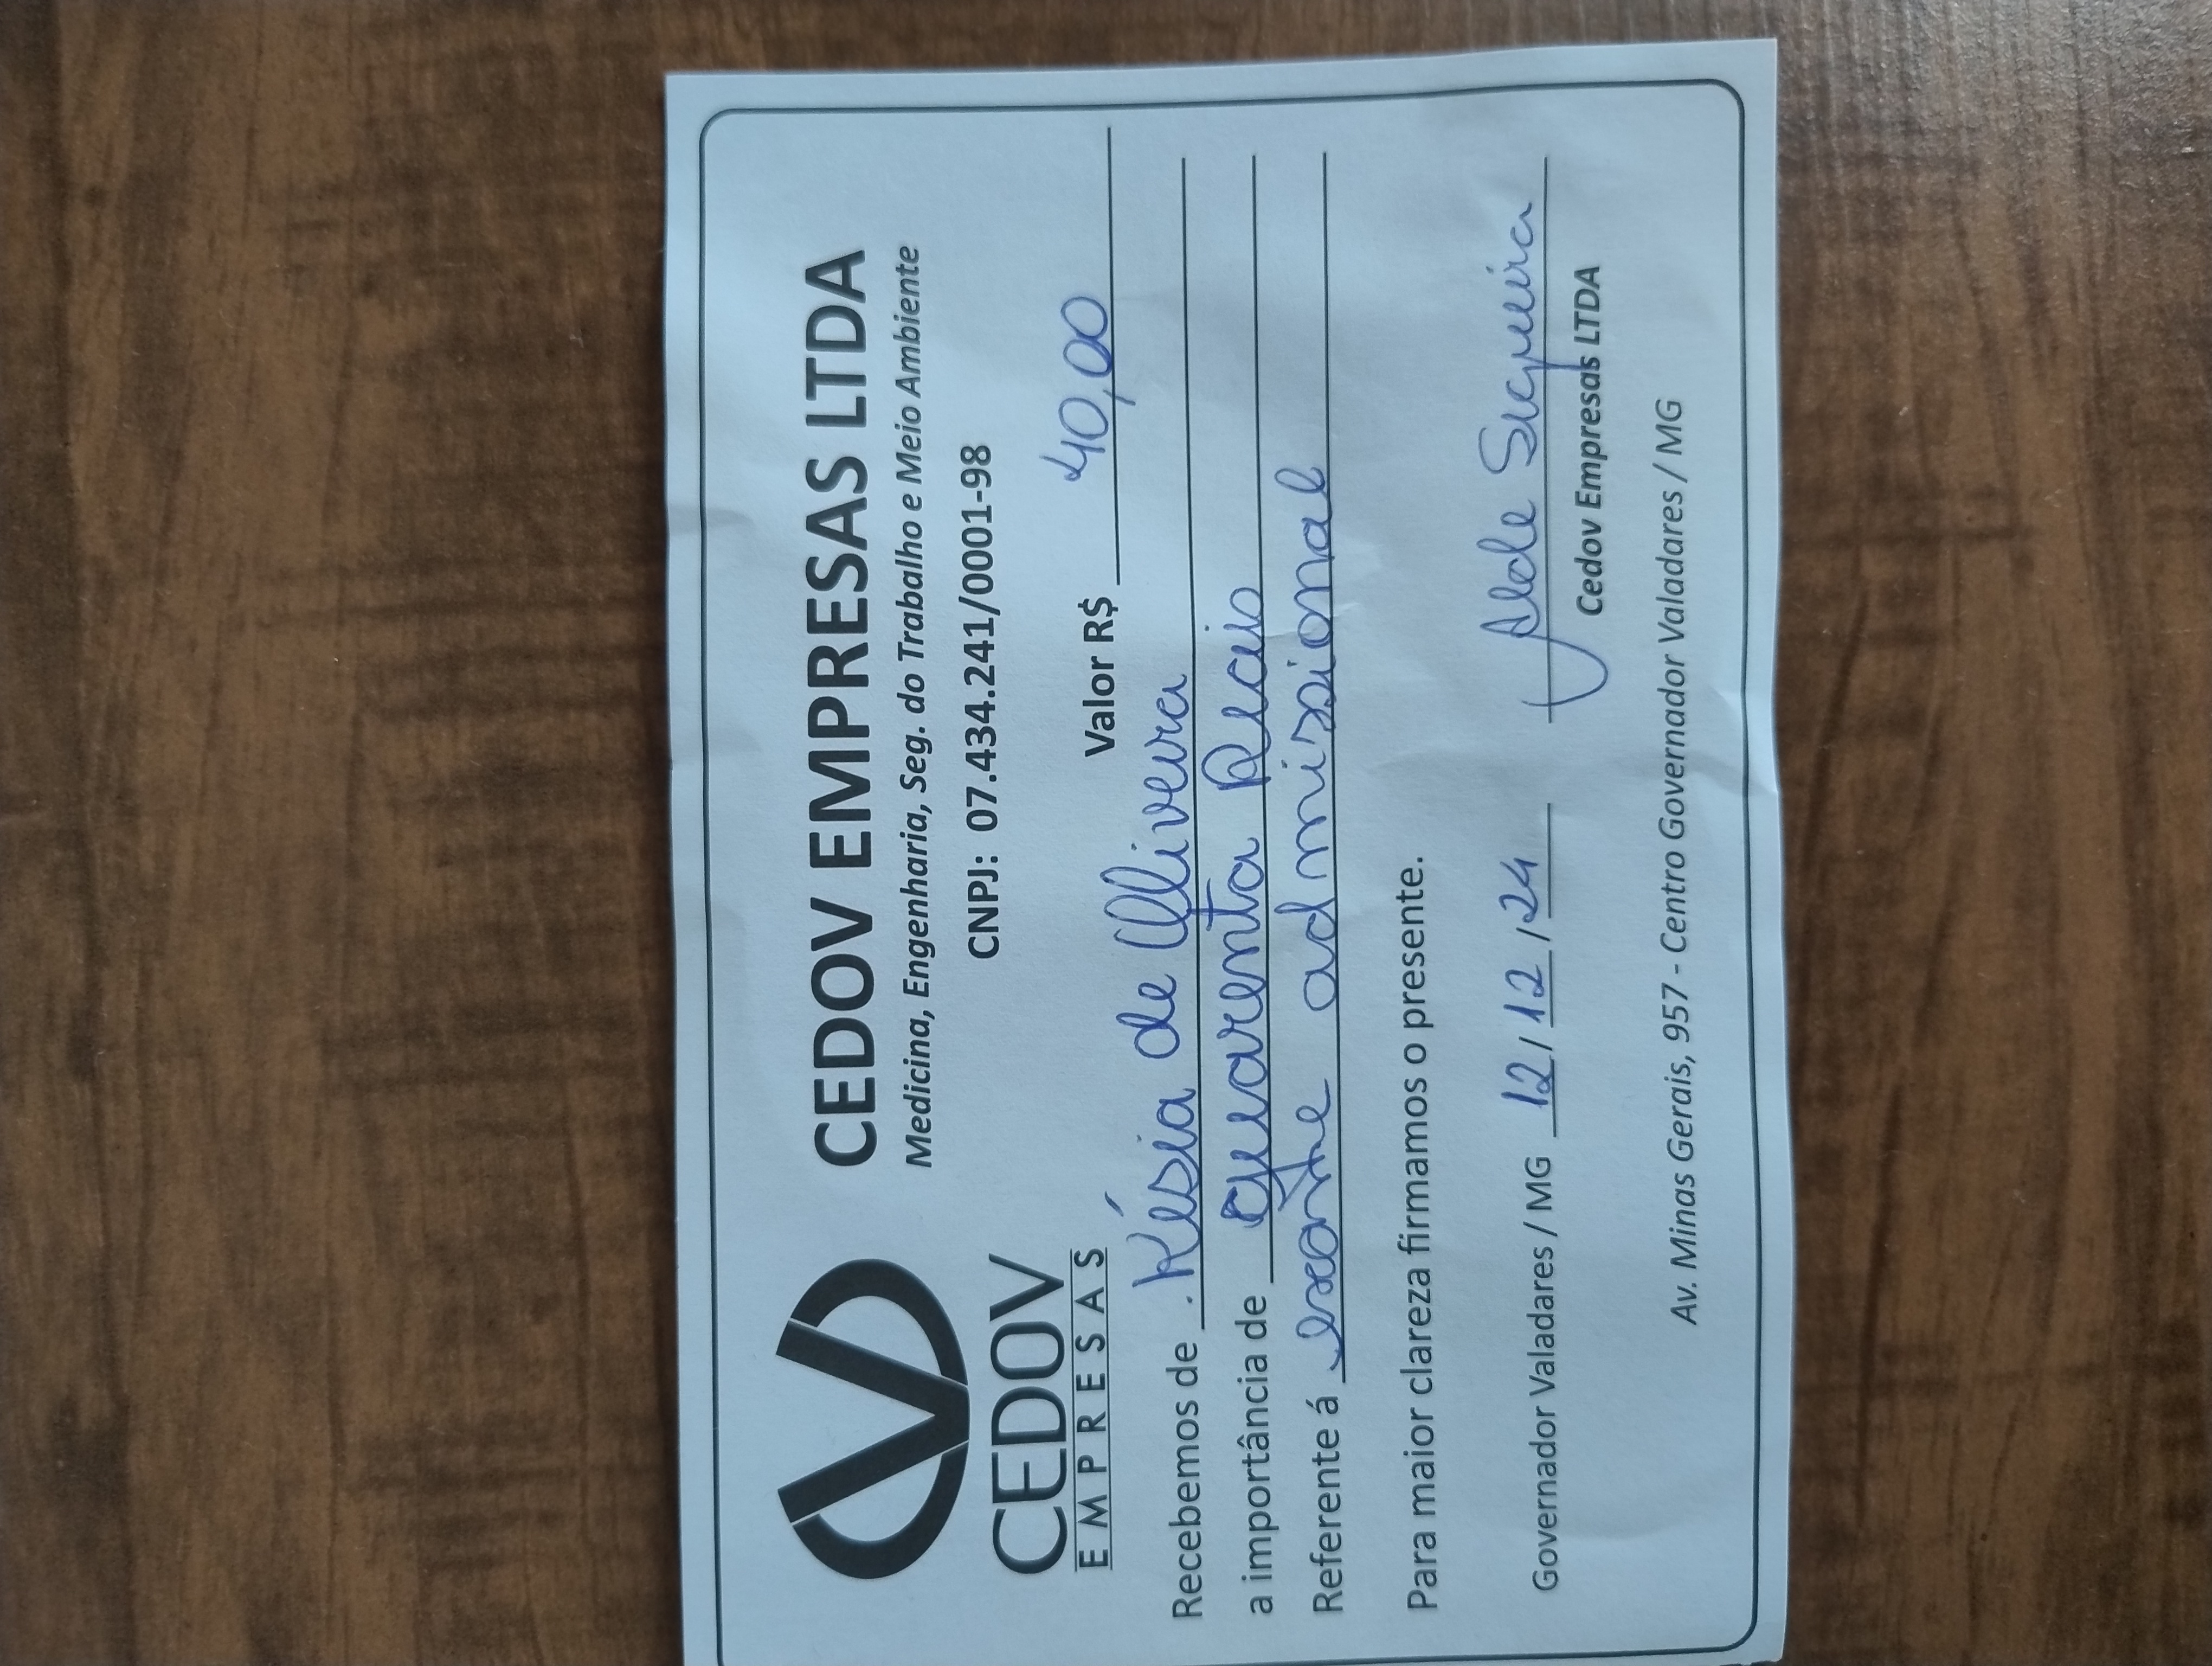 CEDOV EMPRESAS LTDA
Medicina, Engenharia, Seg. do Trabalho e Meio Ambiente
CNPJ: 07.434.241/0001-98
CEDOV
EMPRESAS
Valor R$ 40,00
Recebemos de Késia de Oliveira
a importância de quarenta Reais
Referente á exame admissional
Para maior clareza firmamos o presente.
Governador Valadares / MG 12 / 12 / 24
Siqueira
Cedov Empresas LTDA
Av. Minas Gerais, 957 - Centro Governador Valadares / MG